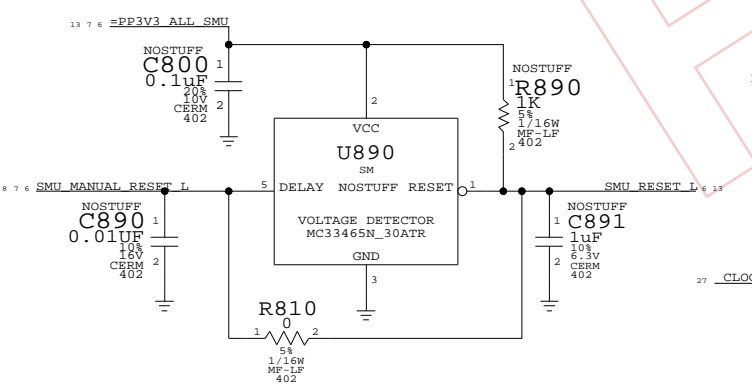 13 7 6 =PP3V3_ALL_SMU
NOSTUFF
C800 1
0.1uF
20%
10V 2
CERM
402
NOSTUFF
1
R890
1K
5%
1/16W
MF-LF
2
402
2
VCC
U890
SM
8 7 6 SMU_MANUAL_RESET_L
5 DELAY NOSTUFF RESET 1
SMU_RESET_L 6 13
VOLTAGE DETECTOR
MC33465N_30ATR
GND
3
NOSTUFF
C890 1
0.01UF
10%
16V 2
CERM
402
NOSTUFF
1 C891
1uF
10%
2 6.3V
CERM
402
R810
0
1 2
5%
1/16W
MF-LF
402
27